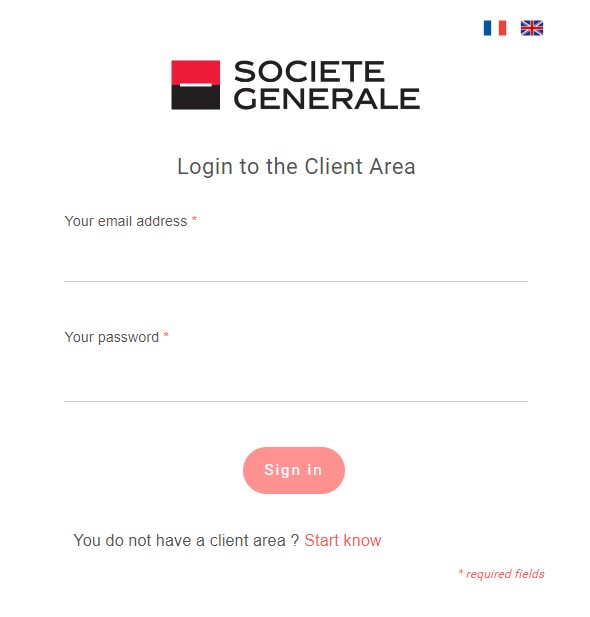 SOCIETE
GENERALE
Login to the Client Area
Your email address *
Your password *
Sign in
You do not have a client area ? Start know
* required fields